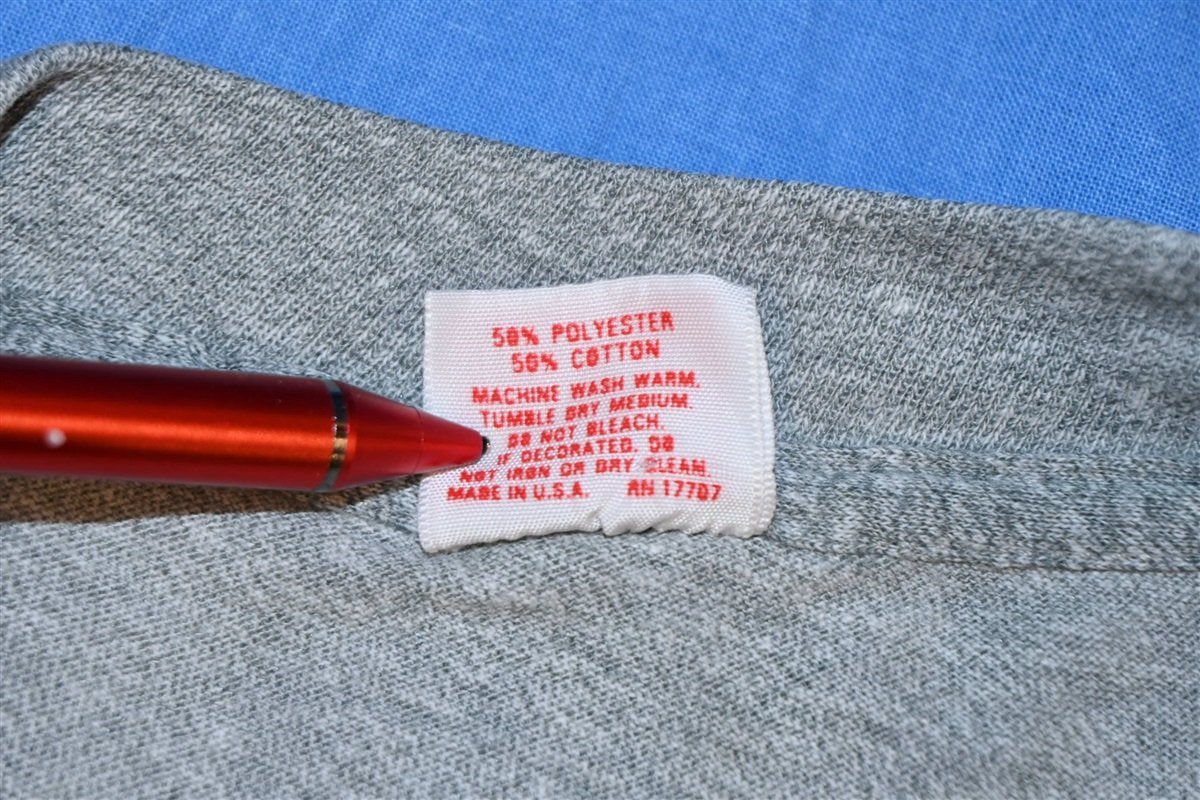 50% POLYESTER
50% COTTON
MACHINE WASH WARM.
TUMBLE DRY MEDIUM.
DO NOT BLEACH.
IF DECORATED, DO
NOT IRON OR DRY CLEAN.
MADE IN U.S.A. RN 17707